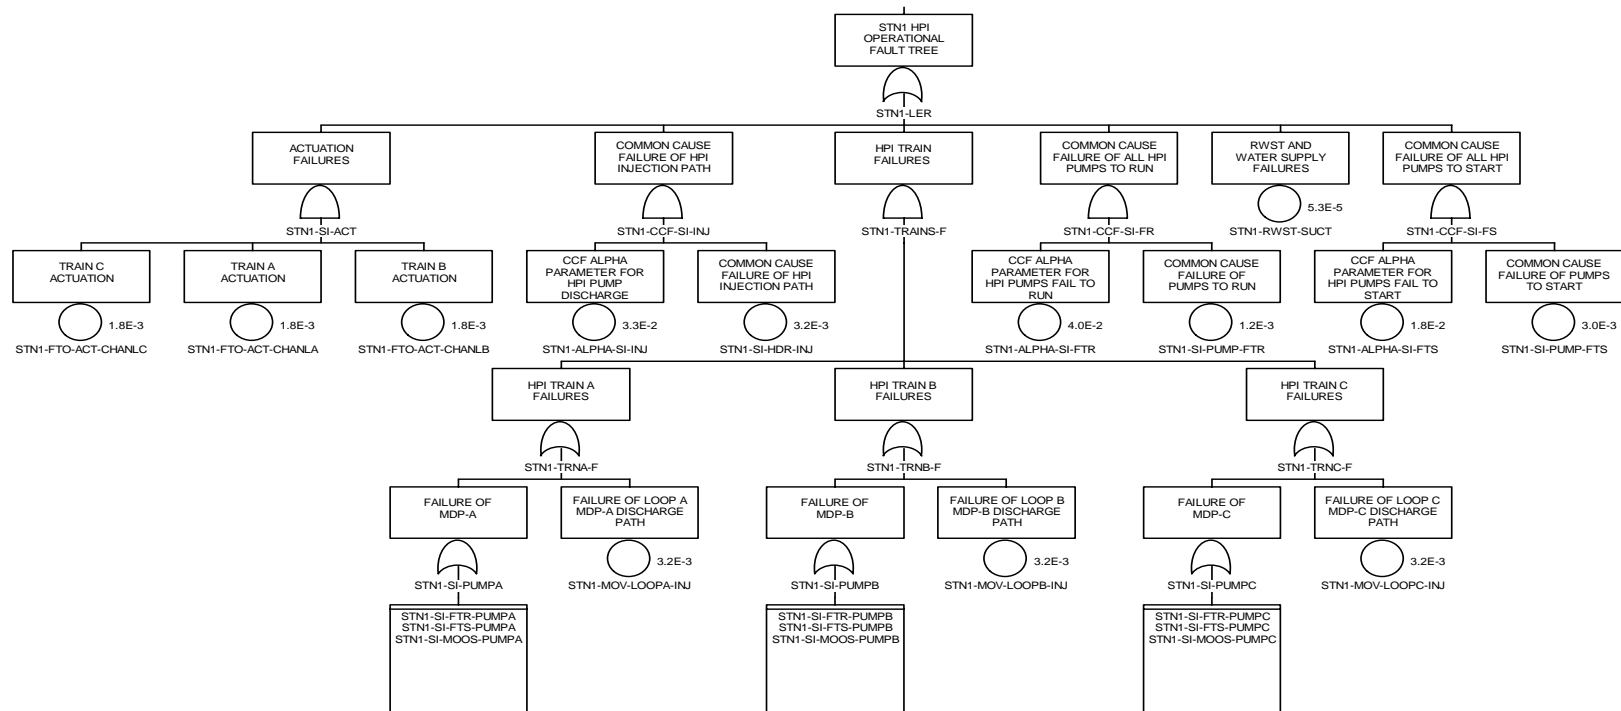 STN1 HPI
OPERATIONAL
FAULT TREE
STN1-LER
ACTUATION
FAILURES
STN1-SI-ACT
COMMON CAUSE
FAILURE OF HPI
INJECTION PATH
STN1-CCF-SI-INJ
HPI TRAIN
FAILURES
STN1-TRAINS-F
COMMON CAUSE
FAILURE OF ALL HPI
PUMPS TO RUN
STN1-CCF-SI-FR
RWST AND
WATER SUPPLY
FAILURES
5.3E-5
STN1-RWST-SUCT
COMMON CAUSE
FAILURE OF ALL HPI
PUMPS TO START
STN1-CCF-SI-FS
TRAIN C
ACTUATION
1.8E-3
STN1-FTO-ACT-CHANLC
TRAIN A
ACTUATION
1.8E-3
STN1-FTO-ACT-CHANLA
TRAIN B
ACTUATION
1.8E-3
STN1-FTO-ACT-CHANLB
CCF ALPHA
PARAMETER FOR
HPI PUMP
DISCHARGE
3.3E-2
STN1-ALPHA-SI-INJ
COMMON CAUSE
FAILURE OF HPI
INJECTION PATH
3.2E-3
STN1-SI-HDR-INJ
CCF ALPHA
PARAMETER FOR
HPI PUMPS FAIL TO
RUN
4.0E-2
STN1-ALPHA-SI-FTR
COMMON CAUSE
FAILURE OF
PUMPS TO RUN
1.2E-3
STN1-SI-PUMP-FTR
CCF ALPHA
PARAMETER FOR
HPI PUMPS FAIL TO
START
1.8E-2
STN1-ALPHA-SI-FTS
COMMON CAUSE
FAILURE OF PUMPS
TO START
3.0E-3
STN1-SI-PUMP-FTS
HPI TRAIN A
FAILURES
STN1-TRNA-F
HPI TRAIN B
FAILURES
STN1-TRNB-F
HPI TRAIN C
FAILURES
STN1-TRNC-F
FAILURE OF
MDP-A
STN1-SI-PUMPA
FAILURE OF LOOP A
MDP-A DISCHARGE
PATH
3.2E-3
STN1-MOV-LOOPA-INJ
FAILURE OF
MDP-B
STN1-SI-PUMPB
FAILURE OF LOOP B
MDP-B DISCHARGE
PATH
3.2E-3
STN1-MOV-LOOPB-INJ
FAILURE OF
MDP-C
STN1-SI-PUMPC
FAILURE OF LOOP C
MDP-C DISCHARGE
PATH
3.2E-3
STN1-MOV-LOOPC-INJ
STN1-SI-FTR-PUMPA
STN1-SI-FTS-PUMPA
STN1-SI-MOOS-PUMPA
STN1-SI-FTR-PUMPB
STN1-SI-FTS-PUMPB
STN1-SI-MOOS-PUMPB
STN1-SI-FTR-PUMPC
STN1-SI-FTS-PUMPC
STN1-SI-MOOS-PUMPC